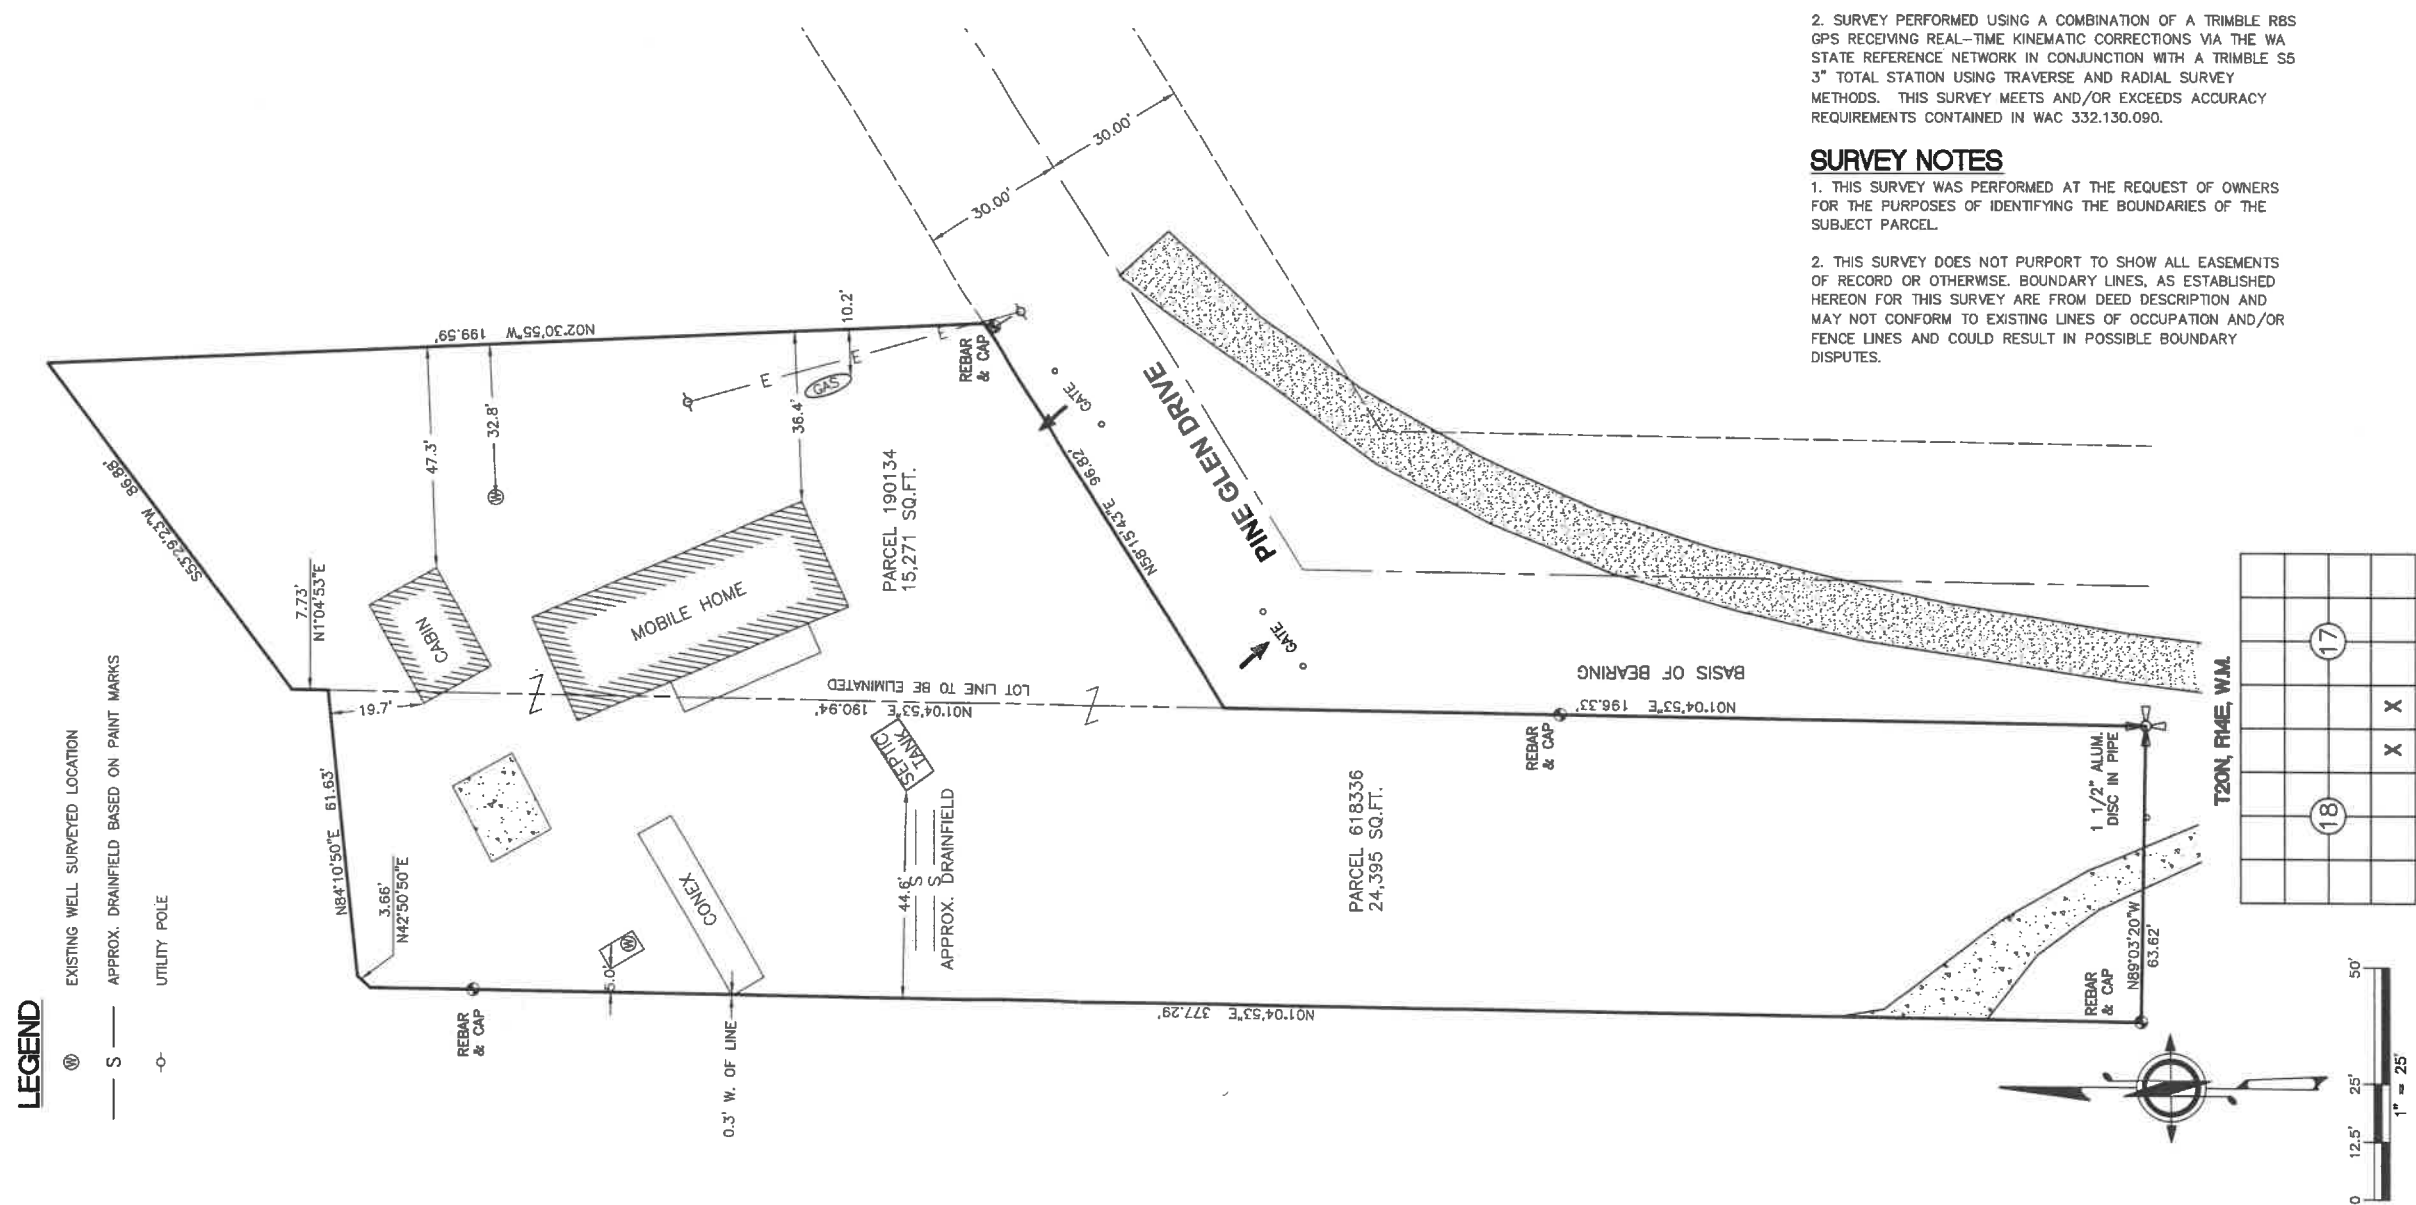 2. SURVEY PERFORMED USING A COMBINATION OF A TRIMBLE R8S
GPS RECEIVING REAL-TIME KINEMATIC CORRECTIONS VIA THE WA
STATE REFERENCE NETWORK IN CONJUNCTION WITH A TRIMBLE S5
3" TOTAL STATION USING TRAVERSE AND RADIAL SURVEY
METHODS. THIS SURVEY MEETS AND/OR EXCEEDS ACCURACY
REQUIREMENTS CONTAINED IN WAC 332.130.090.
SURVEY NOTES
1. THIS SURVEY WAS PERFORMED AT THE REQUEST OF OWNERS
FOR THE PURPOSES OF IDENTIFYING THE BOUNDARIES OF THE
SUBJECT PARCEL.
2. THIS SURVEY DOES NOT PURPORT TO SHOW ALL EASEMENTS
OF RECORD OR OTHERWISE. BOUNDARY LINES, AS ESTABLISHED
HEREON FOR THIS SURVEY ARE FROM DEED DESCRIPTION AND
MAY NOT CONFORM TO EXISTING LINES OF OCCUPATION AND/OR
FENCE LINES AND COULD RESULT IN POSSIBLE BOUNDARY
DISPUTES.
LEGEND
W
EXISTING WELL SURVEYED LOCATION
S
APPROX. DRAINFIELD BASED ON PAINT MARKS
UTILITY POLE
S53°29'23"W 86.88'
7.73'
N1°04'53"E
N84°10'50"E 61.63'
3.66'
N42°50'50"E
N02°30'55"W 199.59'
47.3'
32.8'
W
36.4'
10.2'
GAS
E
E
E
E
REBAR
& CAP
30.00'
30.00'
CABIN
19.7'
MOBILE HOME
PARCEL 190134
15,271 SQ.FT.
N58°15'43"E 96.82'
GATE
GATE
PINE GLEN DRIVE
LOT LINE TO BE ELIMINATED
N01°04'53"E 190.94'
BASIS OF BEARING
N01°04'53"E 196.33'
REBAR
& CAP
SEPTIC
TANK
44.6'
S
S
APPROX. DRAINFIELD
CONEX
W
5.0'
REBAR
& CAP
0.3' W. OF LINE
PARCEL 618336
24,395 SQ.FT.
N01°04'53"E 377.29'
1 1/2" ALUM.
DISC IN PIPE
REBAR
& CAP
N89°03'20"W
63.62'
T20N, R14E, W.M.
18
17
X
X
0
12.5'
25'
50'
1" = 25'